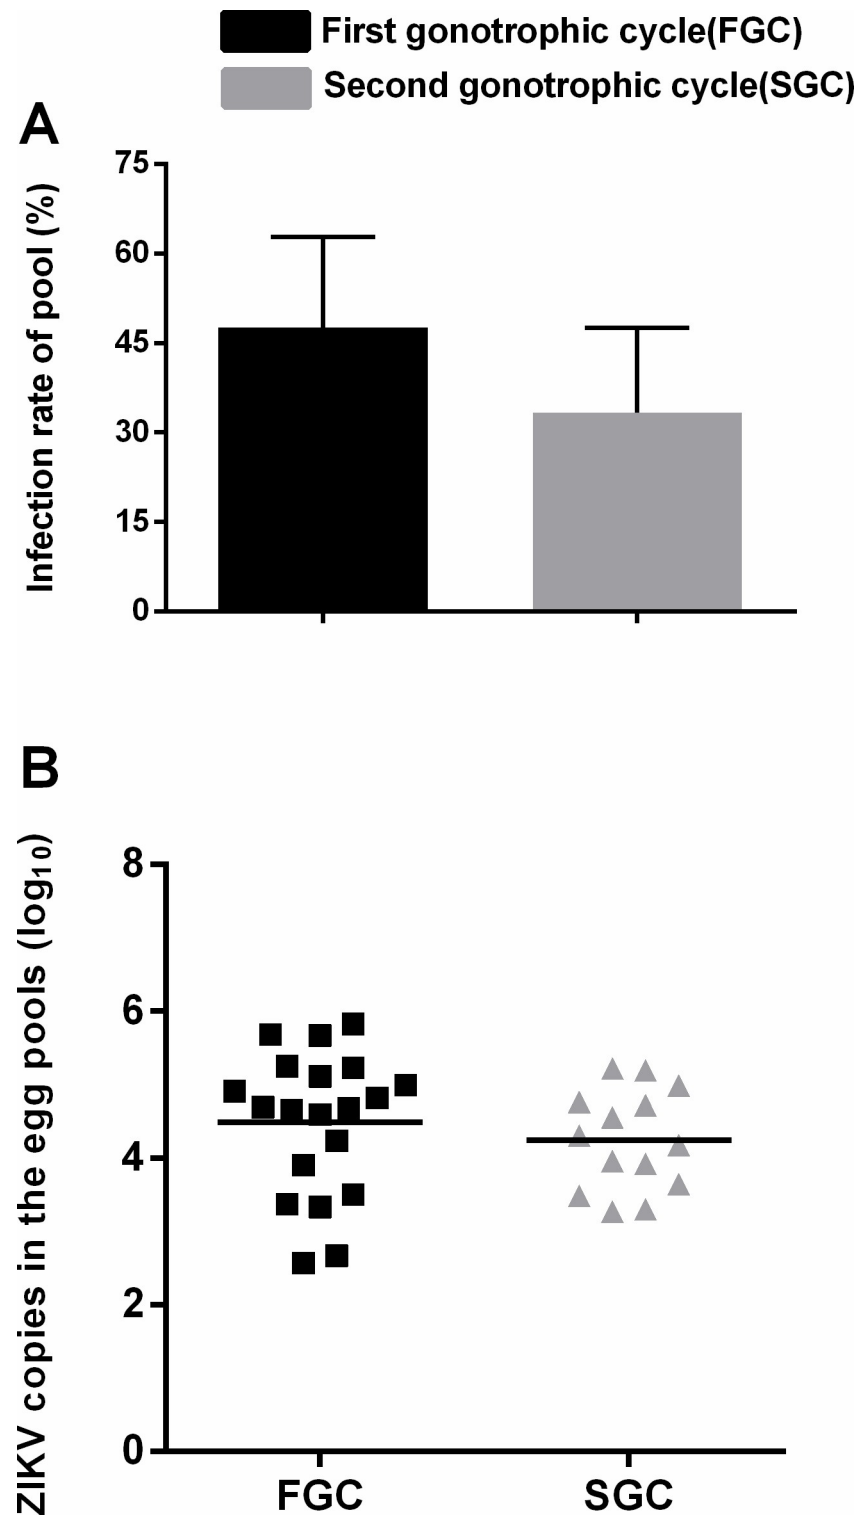 First gonotrophic cycle(FGC)
Second gonotrophic cycle(SGC)
A
Infection rate of pool (%)
75
60
45
30
15
0
B
ZIKV copies in the egg pools (log₁₀)
8
6
4
2
0
FGC
SGC